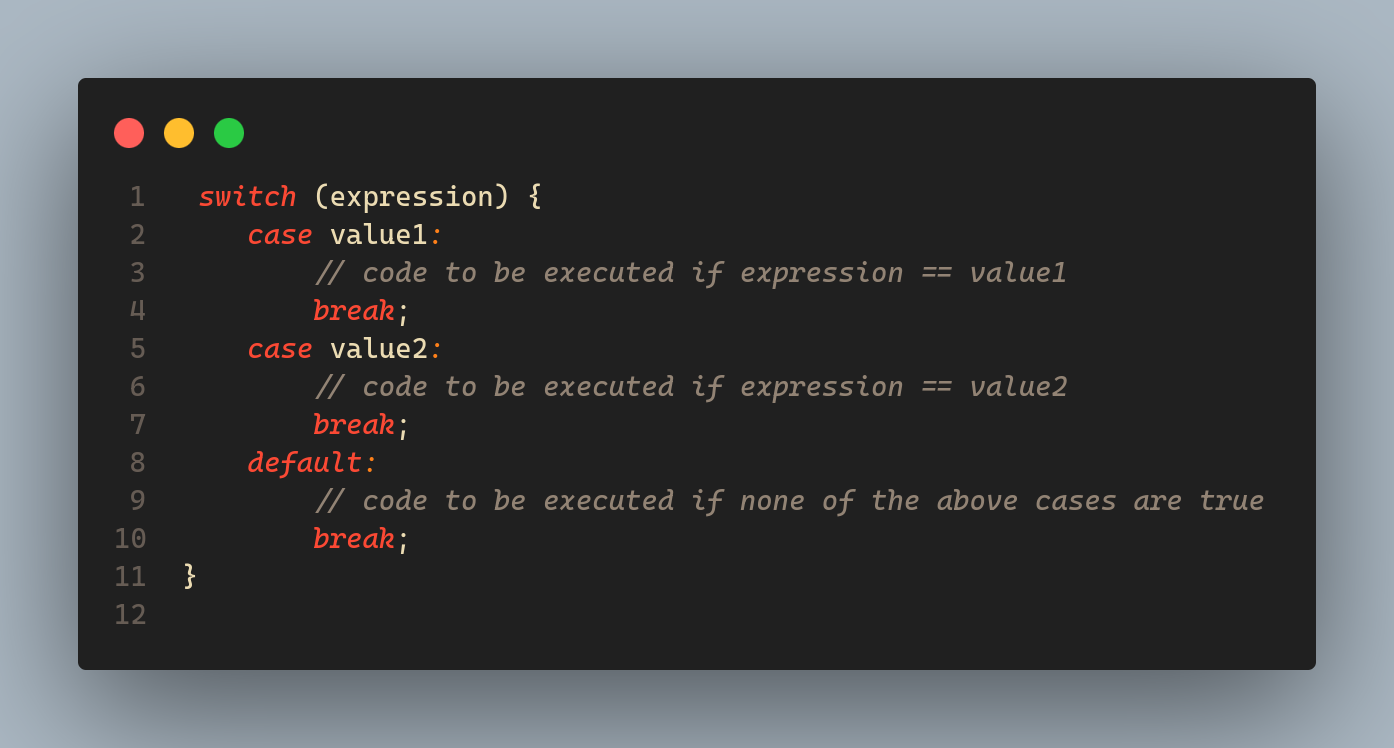 1 switch (expression) {
2 case value1:
3 // code to be executed if expression == value1
4 break;
5 case value2:
6 // code to be executed if expression == value2
7 break;
8 default:
9 // code to be executed if none of the above cases are true
10 break;
11 }
12